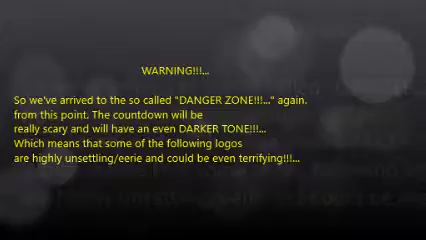 WARNING!!!...
So we've arrived to the so called "DANGER ZONE!!!..." again.
from this point. The countdown will be
really scary and will have an even DARKER TONE!!!...
Which means that some of the following logos
are highly unsettling/eerie and could be even terrifying!!!...